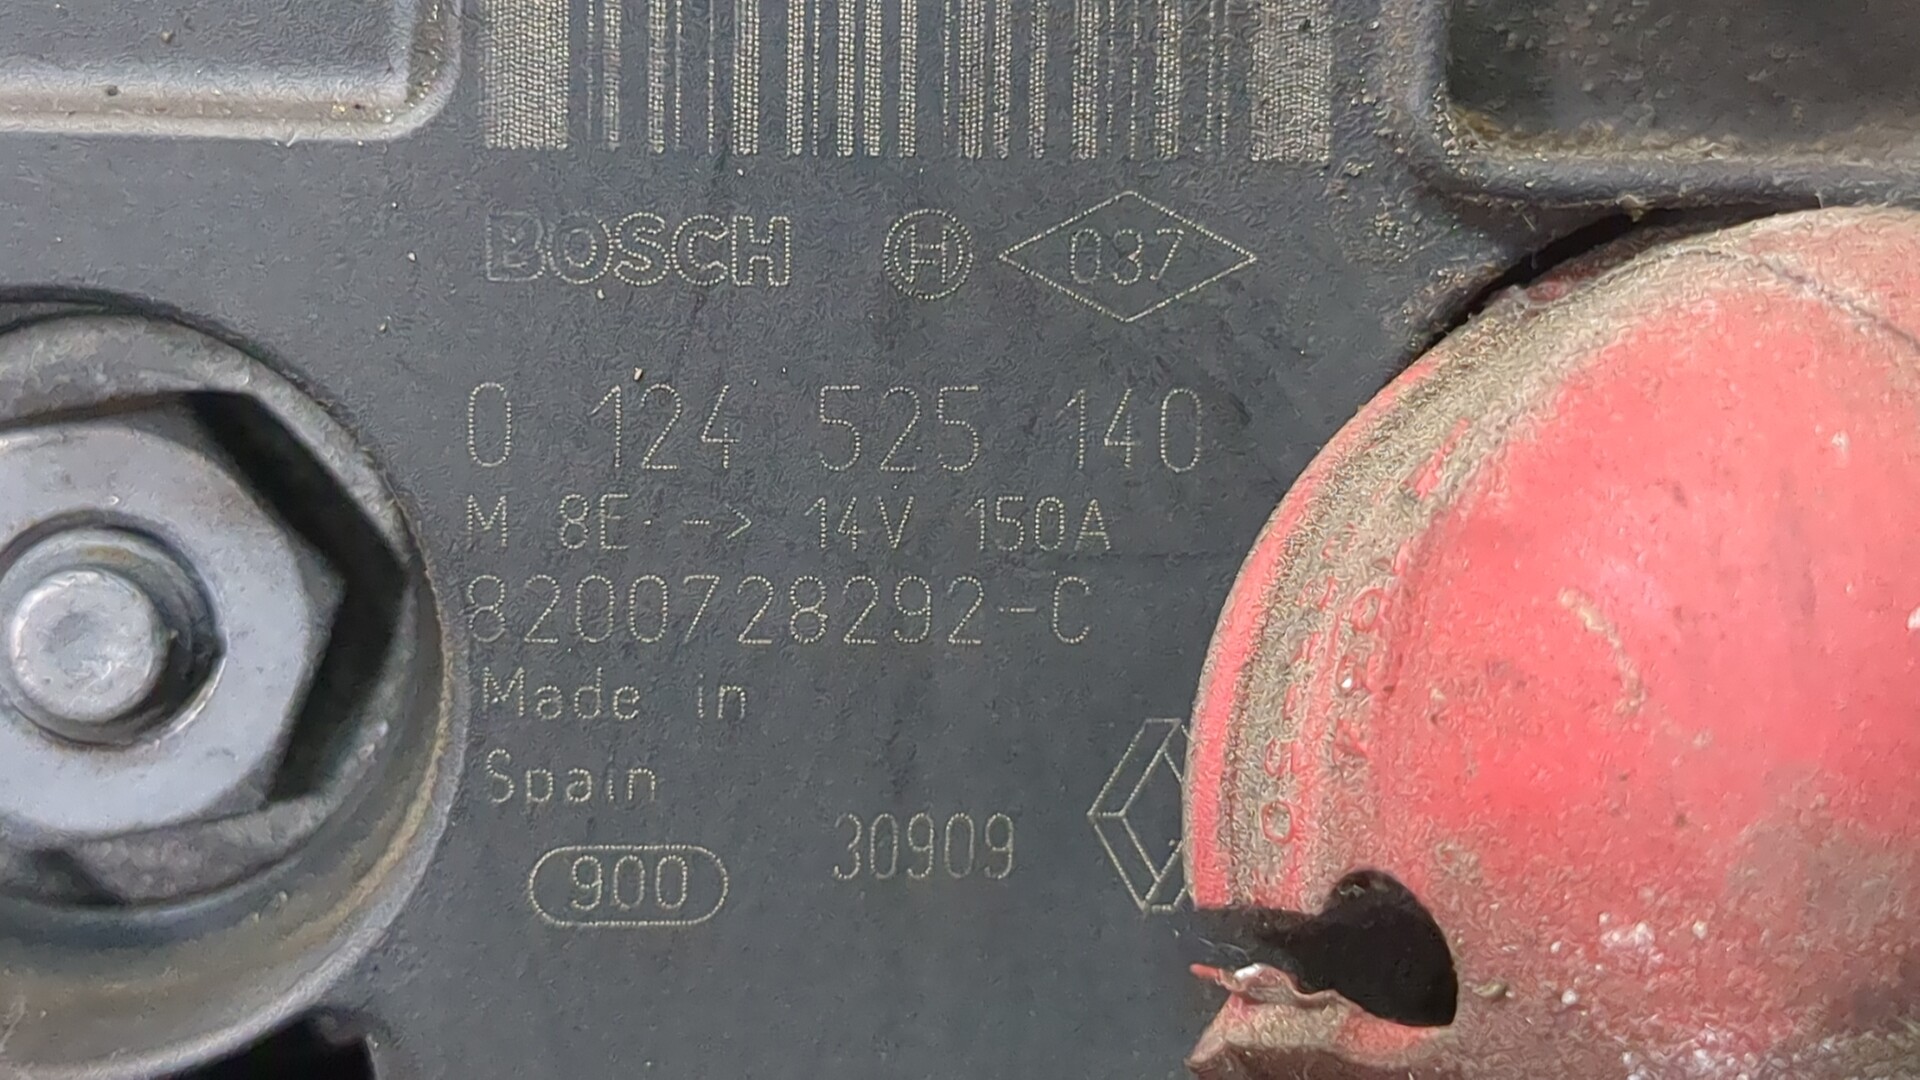 BOSCH H 037
0 124 525 140
M 8E --> 14V 150A
8200728292-C
Made in
Spain
900 30909